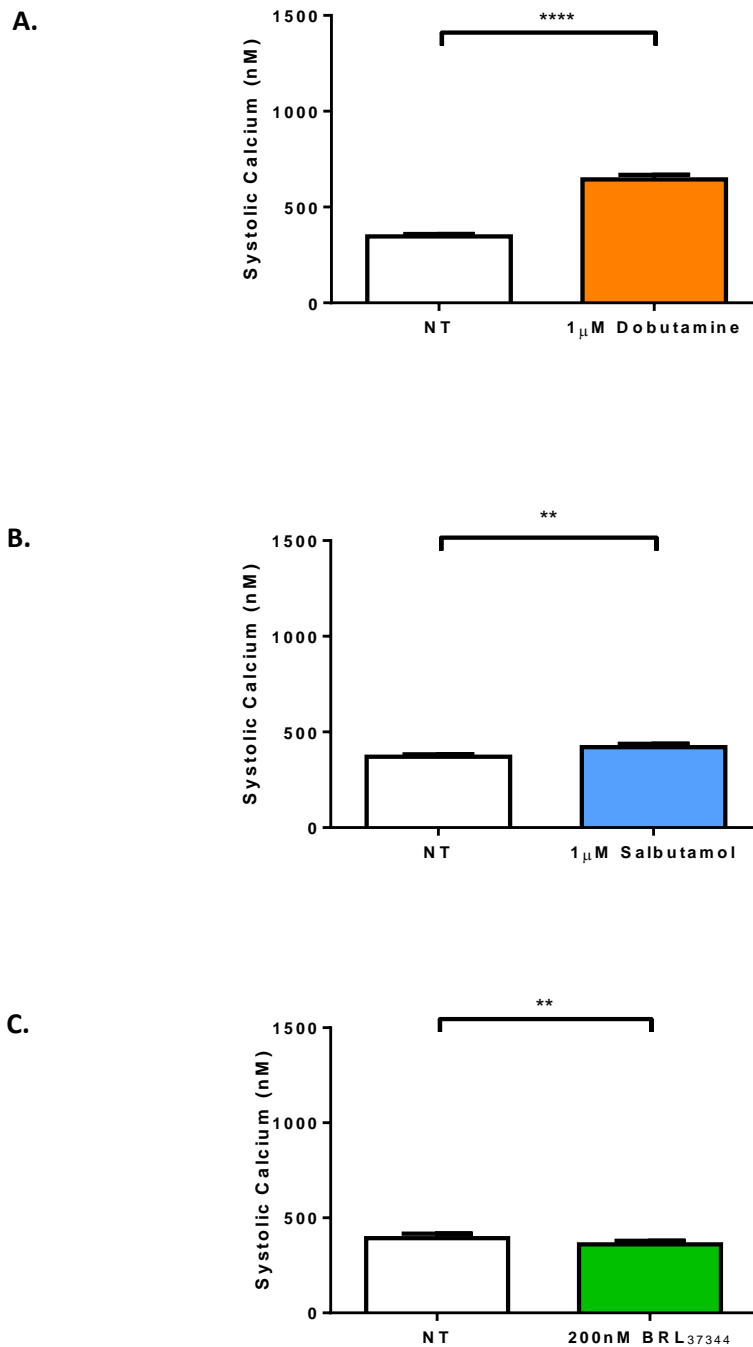 A.
****
Systolic Calcium (nM)
1500
1000
500
0
NT
1μM Dobutamine
B.
**
Systolic Calcium (nM)
1500
1000
500
0
NT
1μM Salbutamol
C.
**
Systolic Calcium (nM)
1500
1000
500
0
NT
200nM BRL37344